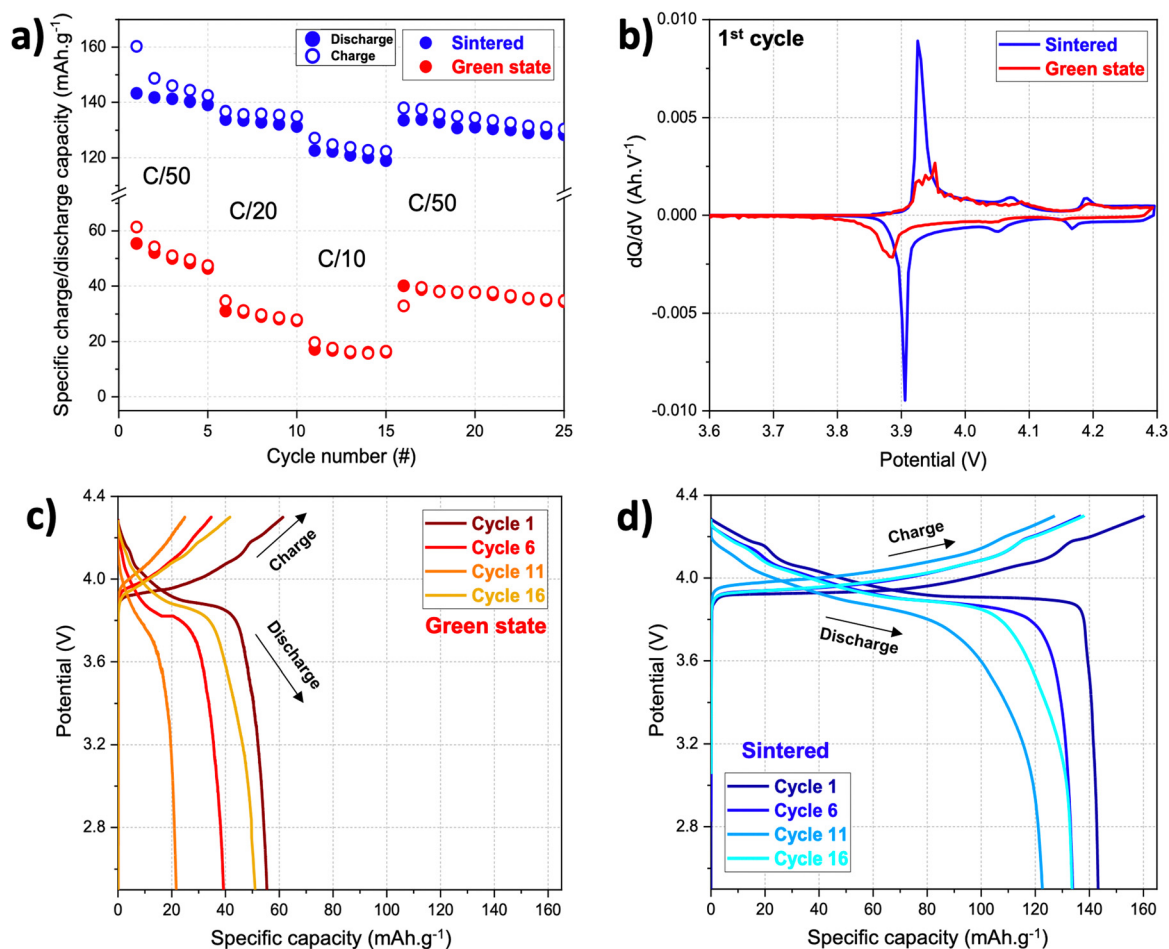 a)
Specific charge/discharge capacity (mAh.g⁻¹)
160
140
120
60
40
20
0
Discharge
Charge
Sintered
Green state
C/50
C/20
C/10
C/50
0 5 10 15 20 25
Cycle number (#)
b)
1st cycle
Sintered
Green state
dQ/dV (Ah.V⁻¹)
0.010
0.005
0.000
-0.005
-0.010
3.6 3.7 3.8 3.9 4.0 4.1 4.2 4.3
Potential (V)
c)
Potential (V)
4.4
4.0
3.6
3.2
2.8
Charge
Discharge
Cycle 1
Cycle 6
Cycle 11
Cycle 16
Green state
0 20 40 60 80 100 120 140 160
Specific capacity (mAh.g⁻¹)
d)
Potential (V)
4.4
4.0
3.6
3.2
2.8
Charge
Discharge
Sintered
Cycle 1
Cycle 6
Cycle 11
Cycle 16
0 20 40 60 80 100 120 140 160
Specific capacity (mAh.g⁻¹)